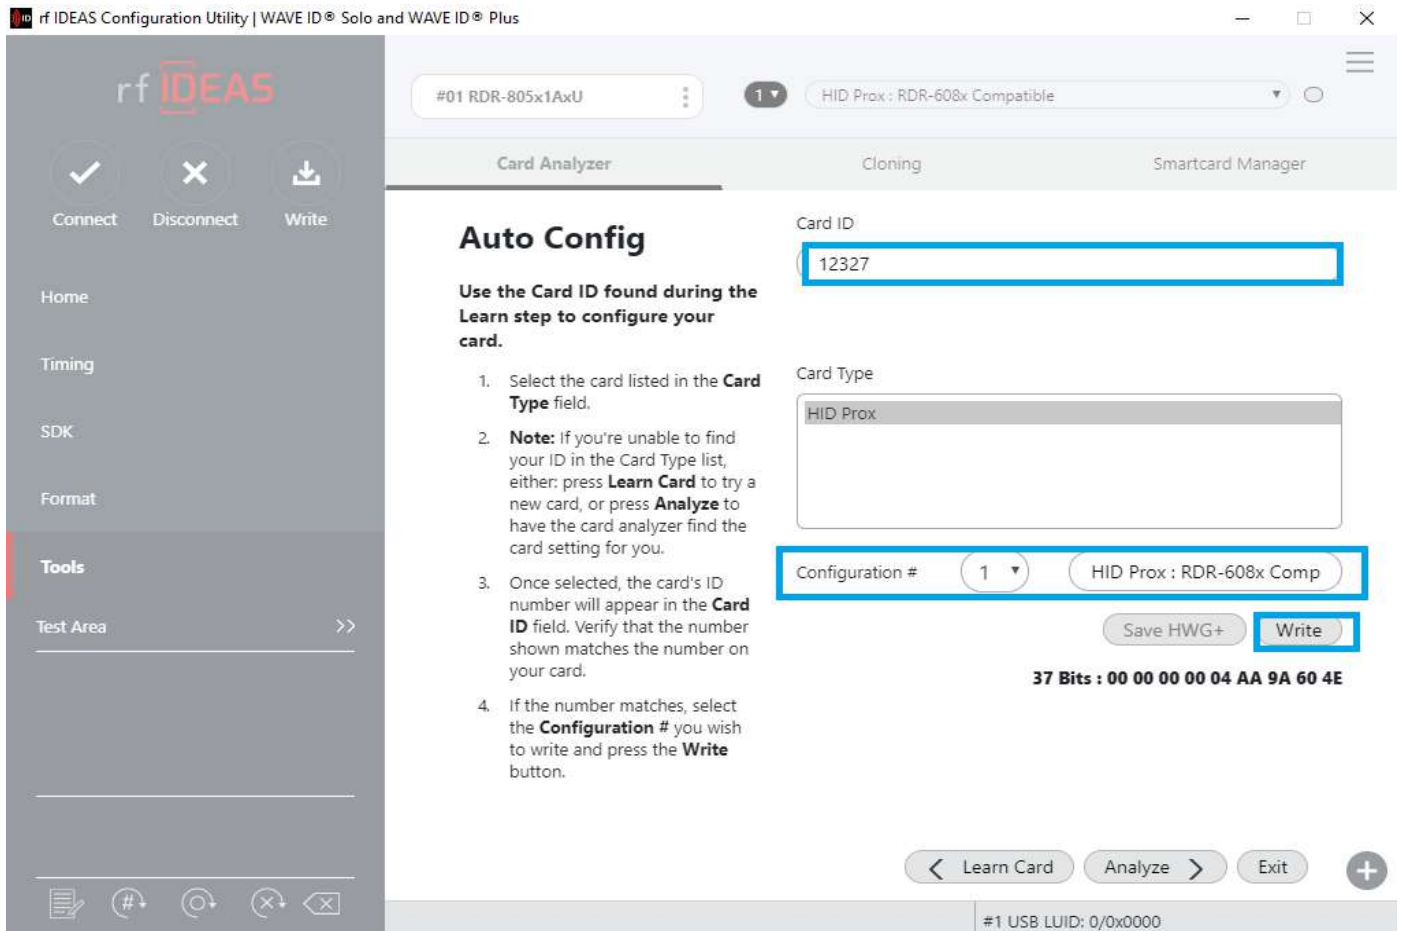 rf IDEAS Configuration Utility | WAVE ID® Solo and WAVE ID® Plus
rf IDEAS
#01 RDR-805x1AxU
1
HID Prox : RDR-608x Compatible
Connect
Disconnect
Write
Card Analyzer
Cloning
Smartcard Manager
Home
Timing
SDK
Format
Tools
Test Area >>
Auto Config
Use the Card ID found during the
Learn step to configure your
card.
1. Select the card listed in the Card
Type field.
2. Note: If you're unable to find
your ID in the Card Type list,
either: press Learn Card to try a
new card, or press Analyze to
have the card analyzer find the
card setting for you.
3. Once selected, the card's ID
number will appear in the Card
ID field. Verify that the number
shown matches the number on
your card.
4. If the number matches, select
the Configuration # you wish
to write and press the Write
button.
Card ID
12327
Card Type
HID Prox
Configuration # 1 HID Prox : RDR-608x Comp
Save HWG+ Write
37 Bits : 00 00 00 00 04 AA 9A 60 4E
Learn Card Analyze Exit
#1 USB LUID: 0/0x0000